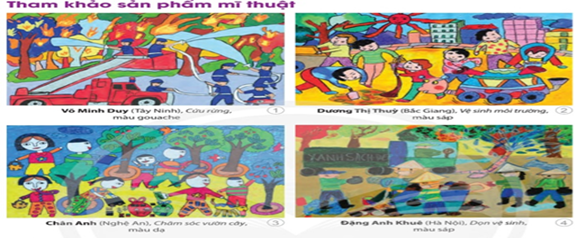 Tham khảo sản phẩm mĩ thuật
Võ Minh Duy (Tây Ninh), Cứu rừng,
màu gouache
1
Dương Thị Thuỳ (Bắc Giang), Vệ sinh môi trường,
màu sáp
2
Chân Anh (Nghệ An), Chăm sóc vườn cây,
màu dạ
3
Đặng Anh Khuê (Hà Nội), Dọn vệ sinh,
màu sáp
4